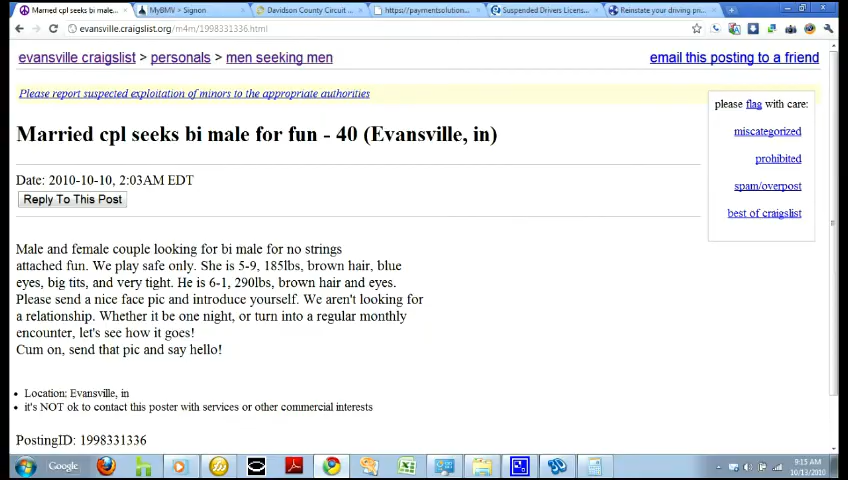 Married cpl seeks bi male...
MyBMV > Signon
Davidson County Circuit ...
https://paymentsolution...
Suspended Drivers Licens...
Reinstate your driving pri...
evansville.craigslist.org/m4m/1998331336.html
evansville craigslist > personals > men seeking men
email this posting to a friend
Please report suspected exploitation of minors to the appropriate authorities
please flag with care:
miscategorized
prohibited
spam/overpost
best of craigslist
Married cpl seeks bi male for fun - 40 (Evansville, in)
Date: 2010-10-10, 2:03AM EDT
Reply To This Post
Male and female couple looking for bi male for no strings
attached fun. We play safe only. She is 5-9, 185lbs, brown hair, blue
eyes, big tits, and very tight. He is 6-1, 290lbs, brown hair and eyes.
Please send a nice face pic and introduce yourself. We aren't looking for
a relationship. Whether it be one night, or turn into a regular monthly
encounter, let's see how it goes!
Cum on, send that pic and say hello!
• Location: Evansville, in
• it's NOT ok to contact this poster with services or other commercial interests
PostingID: 1998331336
Google
9:15 AM
10/13/2010